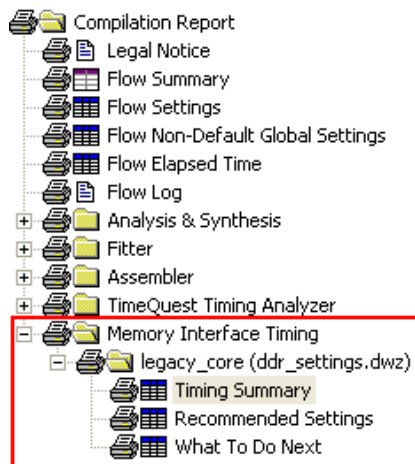 Compilation Report
Legal Notice
Flow Summary
Flow Settings
Flow Non-Default Global Settings
Flow Elapsed Time
Flow Log
Analysis & Synthesis
Fitter
Assembler
TimeQuest Timing Analyzer
Memory Interface Timing
legacy_core (ddr_settings.dwz)
Timing Summary
Recommended Settings
What To Do Next